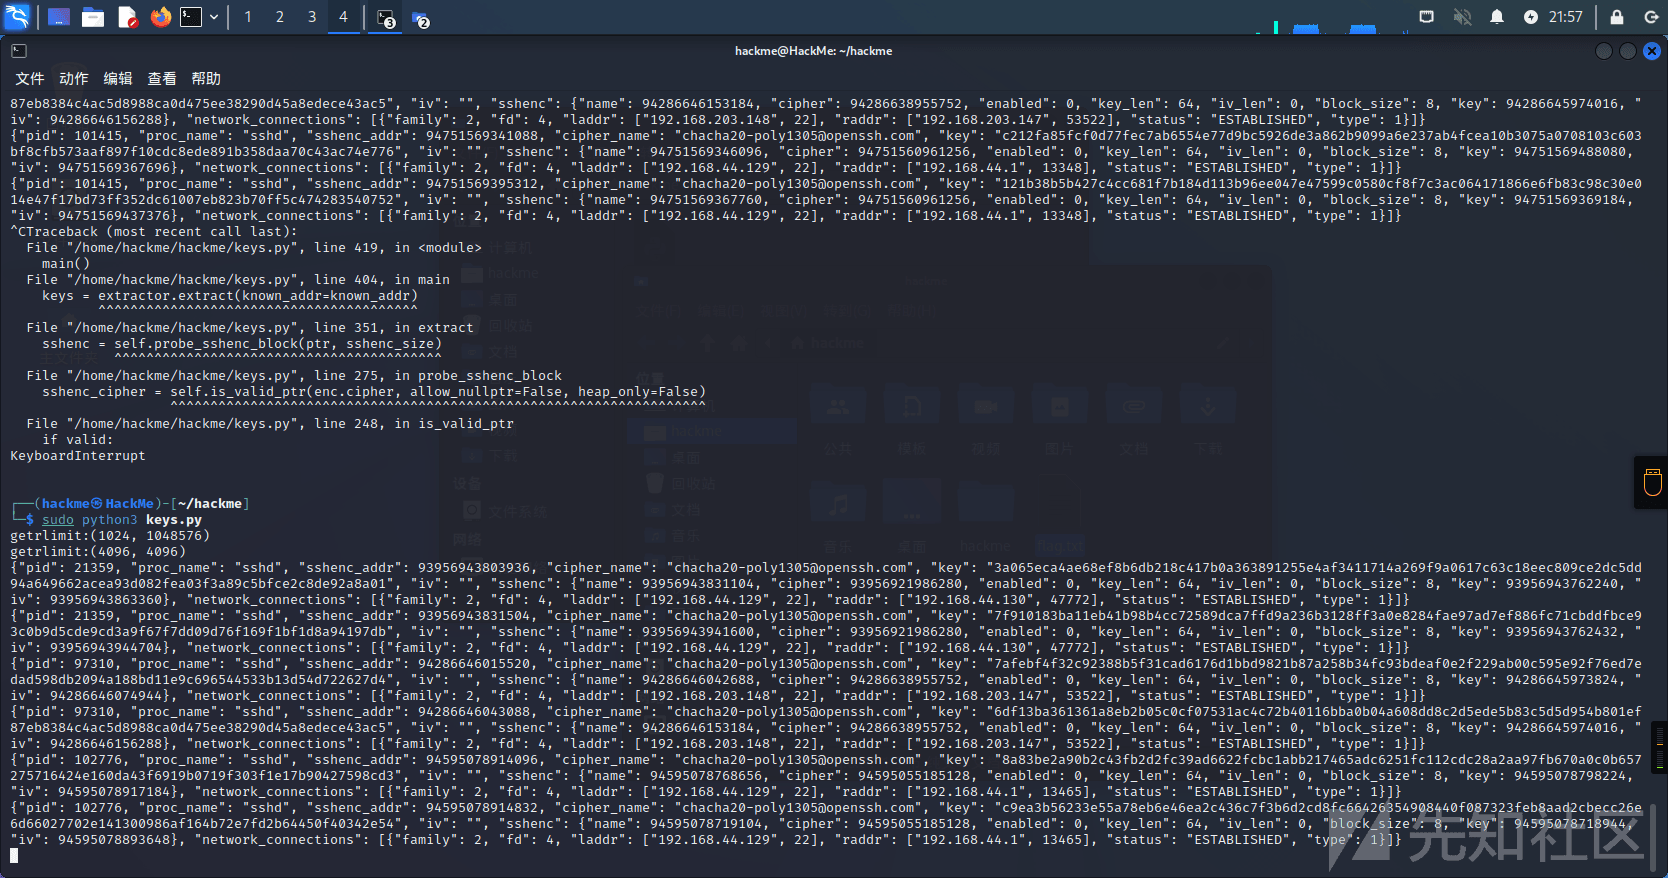 1 2 3 4 3 2 21:57
hackme@HackMe: ~/hackme
文件 动作 编辑 查看 帮助
87eb8384c4ac5d8988ca0d475ee38290d45a8edece43ac5", "iv": "", "sshenc": {"name": 94286646153184, "cipher": 94286638955752, "enabled": 0, "key_len": 64, "iv_len": 0, "block_size": 8, "key": 94286645974016, "
iv": 94286646156288}, "network_connections": [{"family": 2, "fd": 4, "laddr": ["192.168.203.148", 22], "raddr": ["192.168.203.147", 53522], "status": "ESTABLISHED", "type": 1}]}
{"pid": 101415, "proc_name": "sshd", "sshenc_addr": 94751569341088, "cipher_name": "chacha20-poly1305@openssh.com", "key": "c212fa85fcf0d77fec7ab6554e77d9bc5926de3a862b9099a6e237ab4fcea10b3075a0708103c603
bf8cfb573aaf897f10cdc8ede891b358daa70c43ac74e776", "iv": "", "sshenc": {"name": 94751569346096, "cipher": 94751560961256, "enabled": 0, "key_len": 64, "iv_len": 0, "block_size": 8, "key": 94751569488080,
"iv": 94751569367696}, "network_connections": [{"family": 2, "fd": 4, "laddr": ["192.168.44.129", 22], "raddr": ["192.168.44.1", 13348], "status": "ESTABLISHED", "type": 1}]}
{"pid": 101415, "proc_name": "sshd", "sshenc_addr": 94751569395312, "cipher_name": "chacha20-poly1305@openssh.com", "key": "121b38b5b427c4cc681f7b184d113b96ee047e47599c0580cf8f7c3ac064171866e6fb83c98c30e0
14e47f17bd73ff352dc61007eb823b70ff5c474283540752", "iv": "", "sshenc": {"name": 94751569367760, "cipher": 94751560961256, "enabled": 0, "key_len": 64, "iv_len": 0, "block_size": 8, "key": 94751569369184,
"iv": 94751569437376}, "network_connections": [{"family": 2, "fd": 4, "laddr": ["192.168.44.129", 22], "raddr": ["192.168.44.1", 13348], "status": "ESTABLISHED", "type": 1}]}
^CTraceback (most recent call last):
File "/home/hackme/hackme/keys.py", line 419, in <module>
main()
File "/home/hackme/hackme/keys.py", line 404, in main
keys = extractor.extract(known_addr=known_addr)
^^^^^^^^^^^^^^^^^^^^^^^^^^^^^^^^^^^^^^^^
File "/home/hackme/hackme/keys.py", line 351, in extract
sshenc = self.probe_sshenc_block(ptr, sshenc_size)
^^^^^^^^^^^^^^^^^^^^^^^^^^^^^^^^^^^^^^^^^
File "/home/hackme/hackme/keys.py", line 275, in probe_sshenc_block
sshenc_cipher = self.is_valid_ptr(enc.cipher, allow_nullptr=False, heap_only=False)
^^^^^^^^^^^^^^^^^^^^^^^^^^^^^^^^^^^^^^^^^^^^^^^^^^^^^^^^^^^^^^^^^^^
File "/home/hackme/hackme/keys.py", line 248, in is_valid_ptr
if valid:
KeyboardInterrupt
┌──(hackme㉿HackMe)-[~/hackme]
└─$ sudo python3 keys.py
getrlimit:(1024, 1048576)
getrlimit:(4096, 4096)
{"pid": 21359, "proc_name": "sshd", "sshenc_addr": 93956943803936, "cipher_name": "chacha20-poly1305@openssh.com", "key": "3a065eca4ae68ef8b6db218c417b0a363891255e4af3411714a269f9a0617c63c18eec809ce2dc5dd
94a649662acea93d082fea03f3a89c5bfce2c8de92a8a01", "iv": "", "sshenc": {"name": 93956943831104, "cipher": 93956921986280, "enabled": 0, "key_len": 64, "iv_len": 0, "block_size": 8, "key": 93956943762240, "
iv": 93956943863360}, "network_connections": [{"family": 2, "fd": 4, "laddr": ["192.168.44.129", 22], "raddr": ["192.168.44.130", 47772], "status": "ESTABLISHED", "type": 1}]}
{"pid": 21359, "proc_name": "sshd", "sshenc_addr": 93956943831504, "cipher_name": "chacha20-poly1305@openssh.com", "key": "7f910183ba11eb41b98b4cc72589dca7ffd9a236b3128ff3a0e8284fae97ad7ef886fc71cbddfbce9
3c0b9d5cde9cd3a9f67f7dd09d76f169f1bf1d8a94197db", "iv": "", "sshenc": {"name": 93956943941600, "cipher": 93956921986280, "enabled": 0, "key_len": 64, "iv_len": 0, "block_size": 8, "key": 93956943762432, "
iv": 93956943944704}, "network_connections": [{"family": 2, "fd": 4, "laddr": ["192.168.44.129", 22], "raddr": ["192.168.44.130", 47772], "status": "ESTABLISHED", "type": 1}]}
{"pid": 97310, "proc_name": "sshd", "sshenc_addr": 94286646015520, "cipher_name": "chacha20-poly1305@openssh.com", "key": "7afebf4f32c92388b5f31cad6176d1bbd9821b87a258b34fc93bdeaf0e2f229ab00c595e92f76ed7e
dad598db2094a188bd11e9c696544533b13d54d722627d4", "iv": "", "sshenc": {"name": 94286646042688, "cipher": 94286638955752, "enabled": 0, "key_len": 64, "iv_len": 0, "block_size": 8, "key": 94286645973824, "
iv": 94286646074944}, "network_connections": [{"family": 2, "fd": 4, "laddr": ["192.168.203.148", 22], "raddr": ["192.168.203.147", 53522], "status": "ESTABLISHED", "type": 1}]}
{"pid": 97310, "proc_name": "sshd", "sshenc_addr": 94286646043088, "cipher_name": "chacha20-poly1305@openssh.com", "key": "6df13ba361361a8eb2b05c0cf07531ac4c72b40116bba0b04a608dd8c2d5ede5b83c5d5d954b801ef
87eb8384c4ac5d8988ca0d475ee38290d45a8edece43ac5", "iv": "", "sshenc": {"name": 94286646153184, "cipher": 94286638955752, "enabled": 0, "key_len": 64, "iv_len": 0, "block_size": 8, "key": 94286645974016, "
iv": 94286646156288}, "network_connections": [{"family": 2, "fd": 4, "laddr": ["192.168.203.148", 22], "raddr": ["192.168.203.147", 53522], "status": "ESTABLISHED", "type": 1}]}
{"pid": 102776, "proc_name": "sshd", "sshenc_addr": 94595078914096, "cipher_name": "chacha20-poly1305@openssh.com", "key": "8a83be2a90b2c43fb2d2fc39ad6622fcbc1abb217465adc6251fc112cdc28a2aa97fb670a0c0b657
275716424e160da43f6919b0719f303f1e17b90427598cd3", "iv": "", "sshenc": {"name": 94595078768656, "cipher": 94595055185128, "enabled": 0, "key_len": 64, "iv_len": 0, "block_size": 8, "key": 94595078798224,
"iv": 94595078917184}, "network_connections": [{"family": 2, "fd": 4, "laddr": ["192.168.44.129", 22], "raddr": ["192.168.44.1", 13465], "status": "ESTABLISHED", "type": 1}]}
{"pid": 102776, "proc_name": "sshd", "sshenc_addr": 94595078914832, "cipher_name": "chacha20-poly1305@openssh.com", "key": "c9ea3b56233e55a78eb6e46ea2c436c7f3b6d2cd8fc66426354908440f087323feb8aad2cbecc26e
6d66027702e141300986af164b72e7fd2b64450f40342e54", "iv": "", "sshenc": {"name": 94595078719104, "cipher": 94595055185128, "enabled": 0, "key_len": 64, "iv_len": 0, "block_size": 8, "key": 94595078718944,
"iv": 94595078893648}, "network_connections": [{"family": 2, "fd": 4, "laddr": ["192.168.44.129", 22], "raddr": ["192.168.44.1", 13465], "status": "ESTABLISHED", "type": 1}]}
先知社区